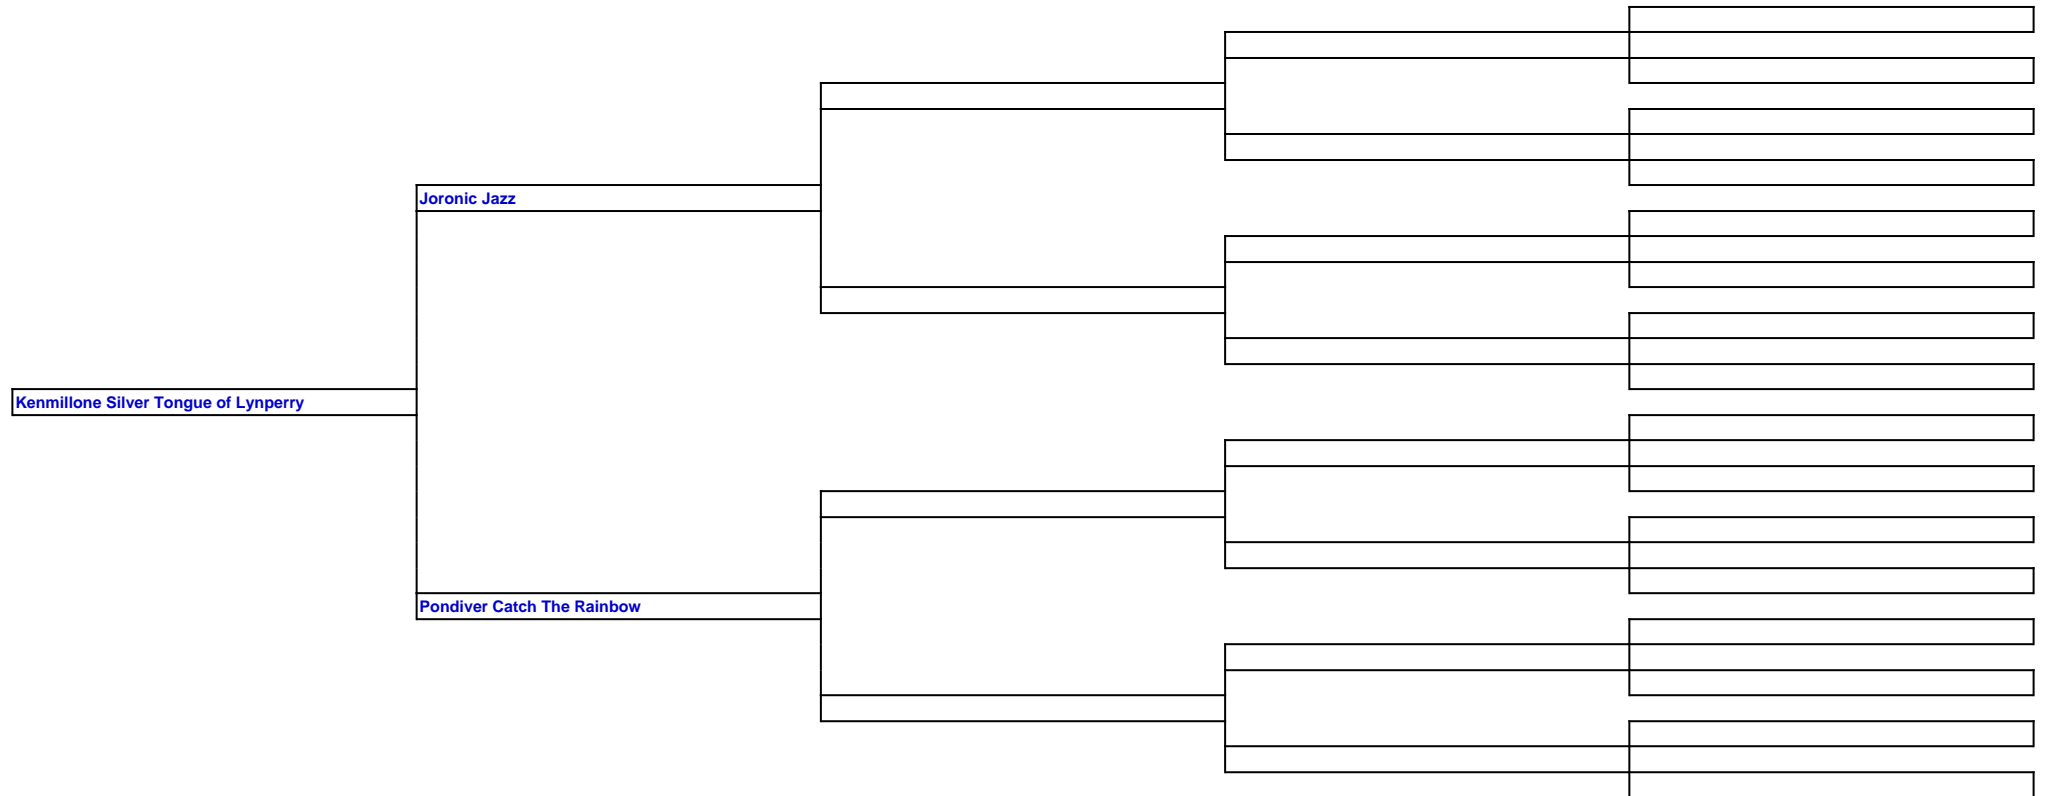 Joronic Jazz
Kenmillone Silver Tongue of Lynperry
Pondiver Catch The Rainbow